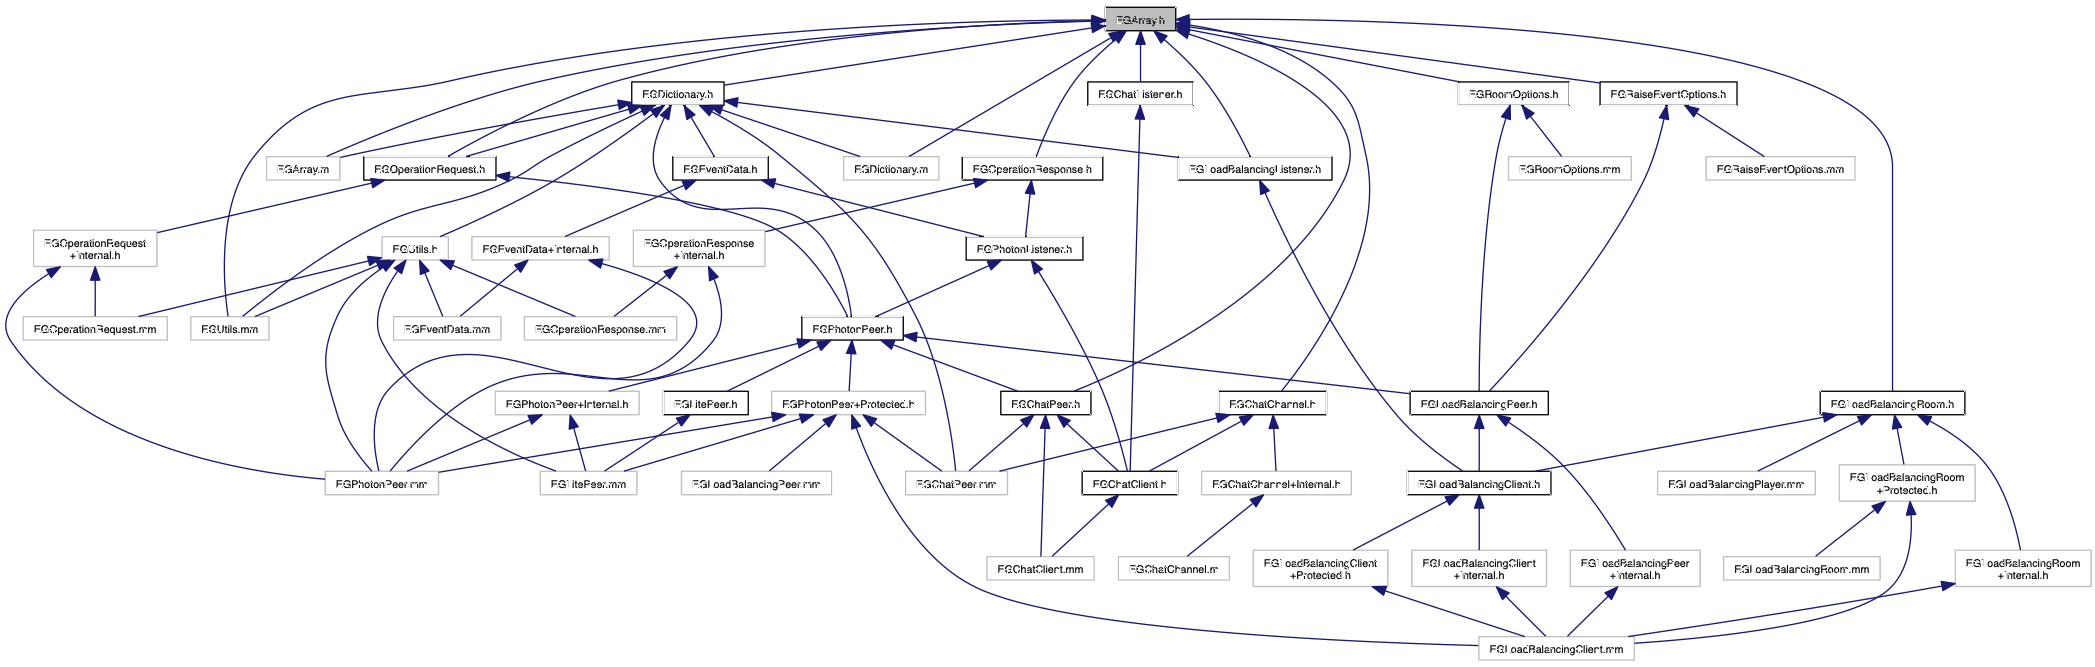 EGArray.h
EGDictionary.h
EGChatListener.h
EGRoomOptions.h
EGRaiseEventOptions.h
EGArray.m
EGOperationRequest.h
EGEventData.h
EGDictionary.m
EGOperationResponse.h
EGLoadBalancingListener.h
EGRoomOptions.mm
EGRaiseEventOptions.mm
EGOperationRequest
+Internal.h
EGUtils.h
EGEventData+Internal.h
EGOperationResponse
+Internal.h
EGPhotonListener.h
EGOperationRequest.mm
EGUtils.mm
EGEventData.mm
EGOperationResponse.mm
EGPhotonPeer.h
EGPhotonPeer+Internal.h
EGLitePeer.h
EGPhotonPeer+Protected.h
EGChatPeer.h
EGChatChannel.h
EGLoadBalancingPeer.h
EGLoadBalancingRoom.h
EGPhotonPeer.mm
EGLitePeer.mm
EGLoadBalancingPeer.mm
EGChatPeer.mm
EGChatClient.h
EGChatChannel+Internal.h
EGLoadBalancingClient.h
EGLoadBalancingPlayer.mm
EGLoadBalancingRoom
+Protected.h
EGChatClient.mm
EGChatChannel.m
EGLoadBalancingClient
+Protected.h
EGLoadBalancingClient
+Internal.h
EGLoadBalancingPeer
+Internal.h
EGLoadBalancingRoom.mm
EGLoadBalancingRoom
+Internal.h
EGLoadBalancingClient.mm